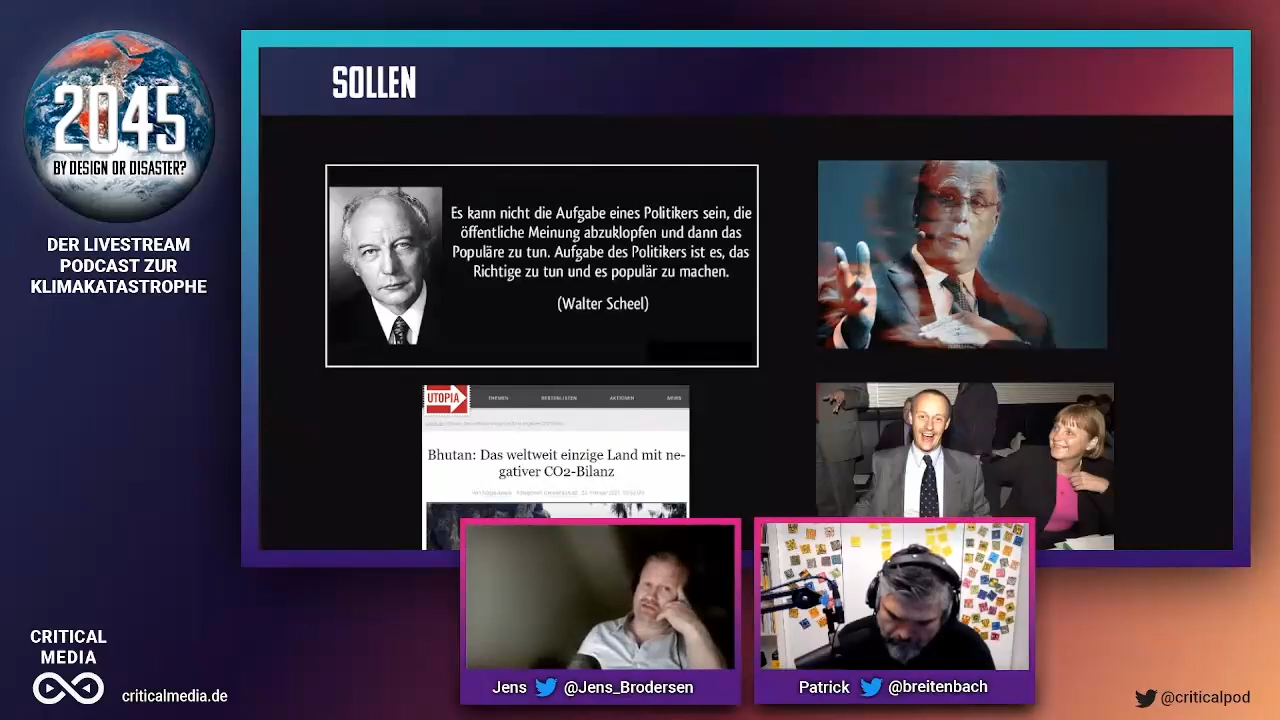 2045
BY DESIGN OR DISASTER?
DER LIVESTREAM
PODCAST ZUR
KLIMAKATASTROPHE
SOLLEN
Es kann nicht die Aufgabe eines Politikers sein, die
öffentliche Meinung abzuklopfen und dann das
Populäre zu tun. Aufgabe des Politikers ist es, das
Richtige zu tun und es populär zu machen.
(Walter Scheel)
UTOPIA
THEMEN
BESTENLISTEN
AKTIONEN
NEWS
Bhutan: Das weltweit einzige Land mit ne-
gativer CO2-Bilanz
Jens @Jens_Brodersen
Patrick @breitenbach
CRITICAL
MEDIA
criticalmedia.de
@criticalpod